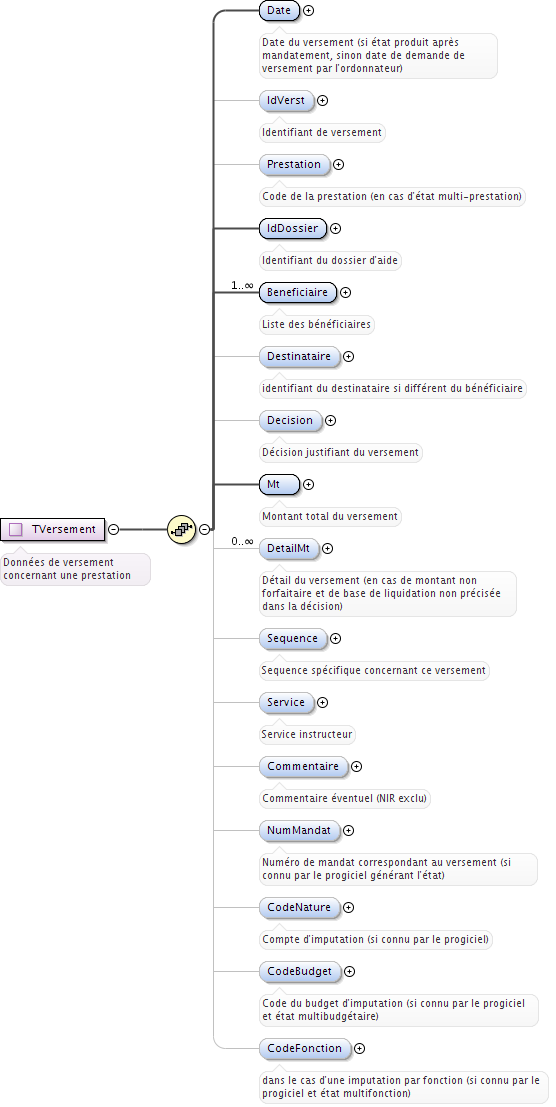 Date
Date du versement (si état produit après
mandatement, sinon date de demande de
versement par l'ordonnateur)
IdVerst
Identifiant de versement
Prestation
Code de la prestation (en cas d'état multi-prestation)
IdDossier
Identifiant du dossier d'aide
1..∞
Beneficiaire
Liste des bénéficiaires
Destinataire
identifiant du destinataire si différent du bénéficiaire
Decision
Décision justifiant du versement
Mt
Montant total du versement
TVersement
Données de versement
concernant une prestation
0..∞
DetailMt
Détail du versement (en cas de montant non
forfaitaire et de base de liquidation non précisée
dans la décision)
Sequence
Sequence spécifique concernant ce versement
Service
Service instructeur
Commentaire
Commentaire éventuel (NIR exclu)
NumMandat
Numéro de mandat correspondant au versement (si
connu par le progiciel générant l'état)
CodeNature
Compte d'imputation (si connu par le progiciel)
CodeBudget
Code du budget d'imputation (si connu par le progiciel
et état multibudgétaire)
CodeFonction
dans le cas d'une imputation par fonction (si connu par le
progiciel et état multifonction)